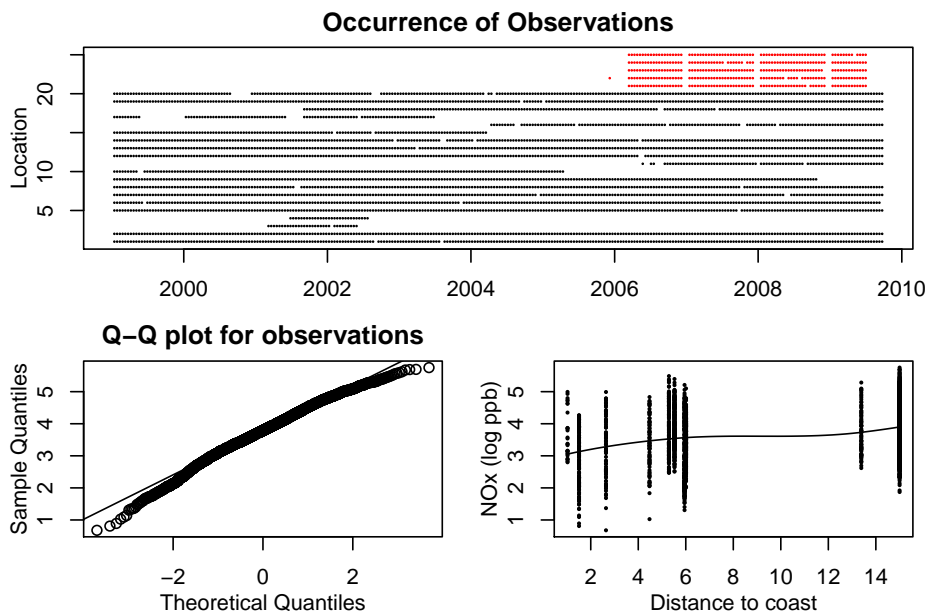 Occurrence of Observations
Location
20
10
5
2000 2002 2004 2006 2008 2010
Q−Q plot for observations
Sample Quantiles
5
4
3
2
1
−2 0 2
Theoretical Quantiles
NOx (log ppb)
5
4
3
2
1
2 4 6 8 10 12 14
Distance to coast